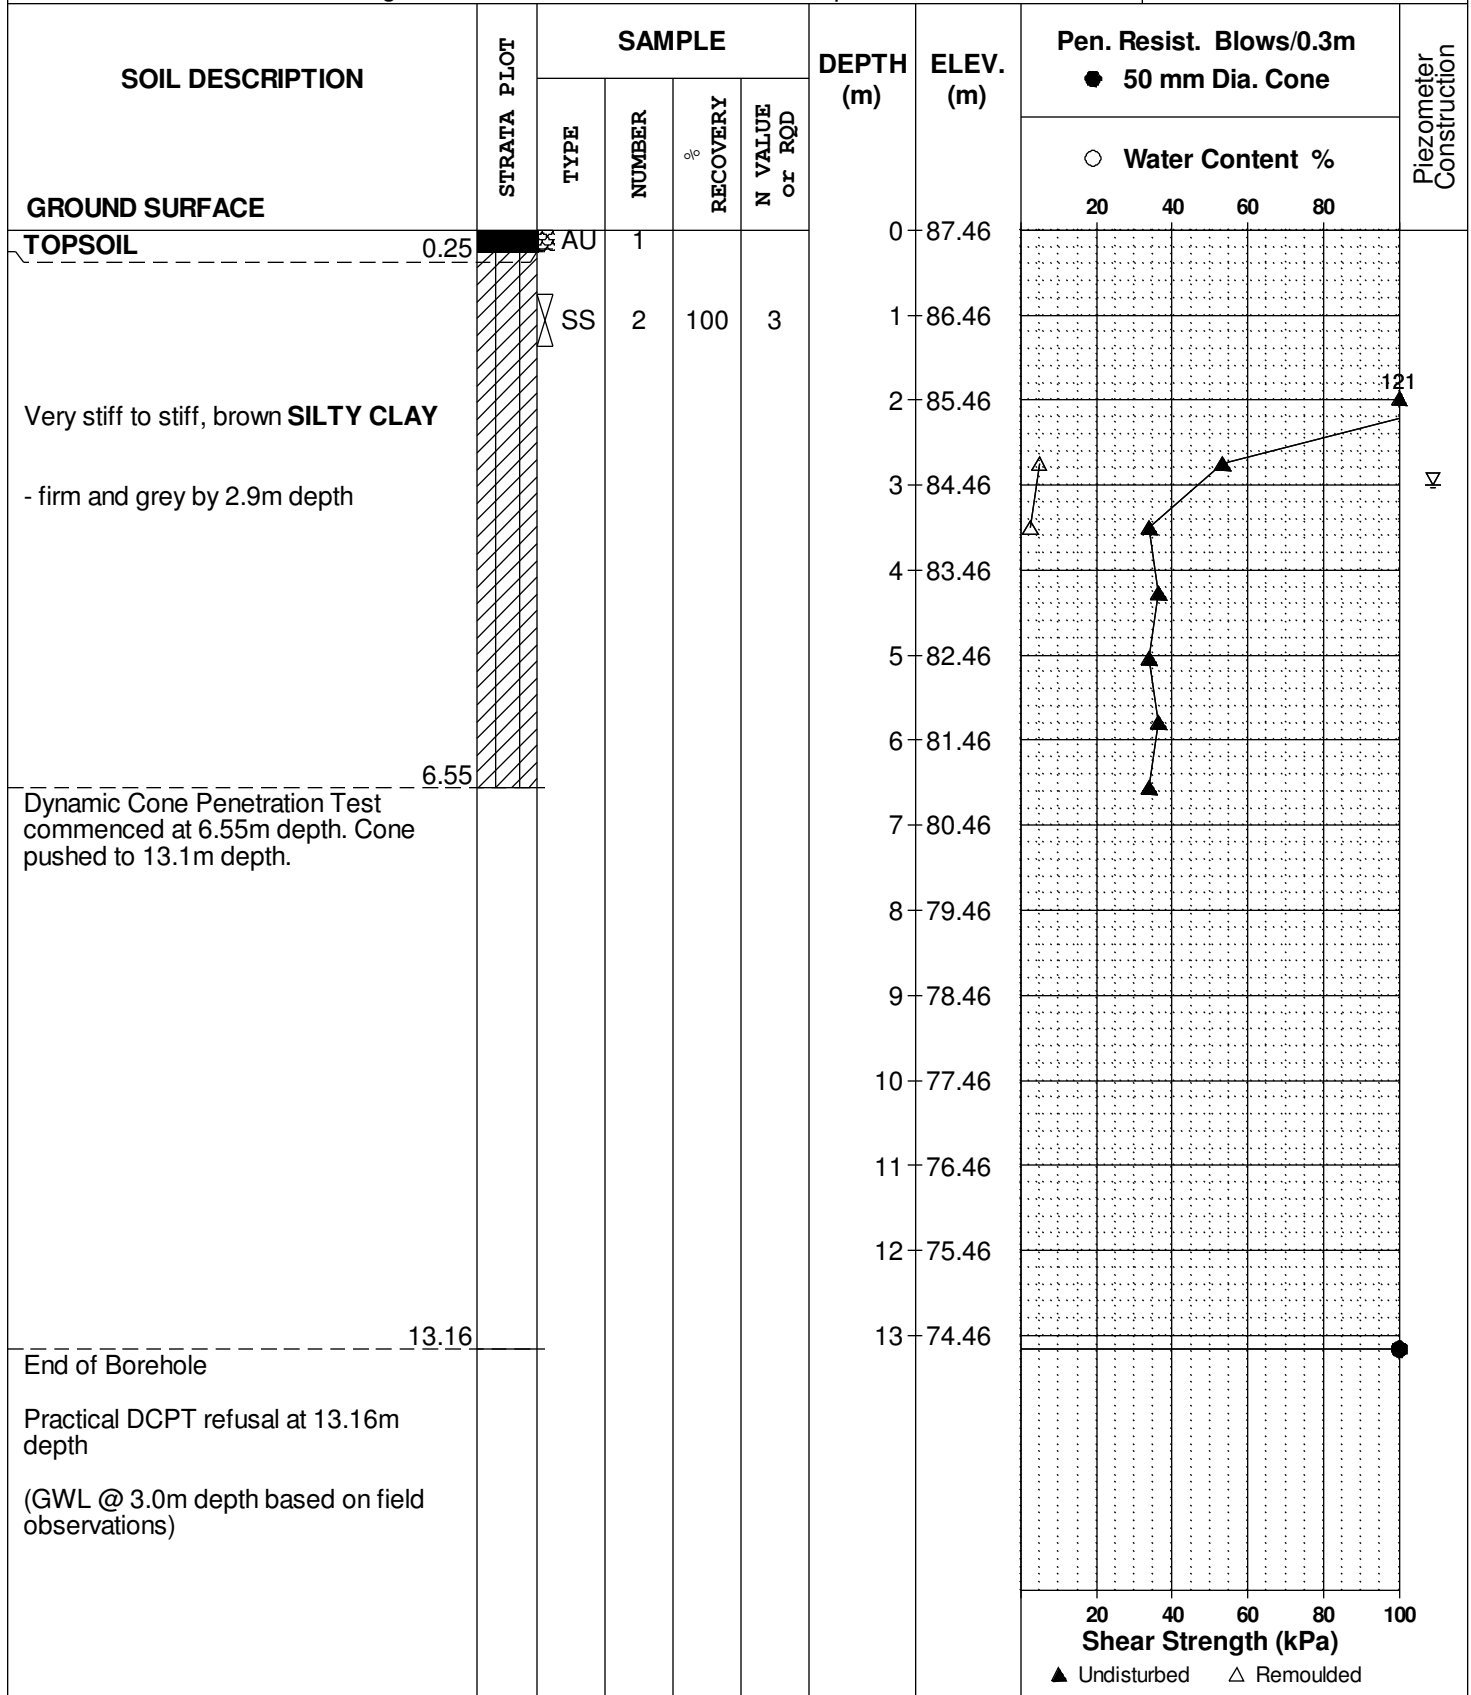 SOIL DESCRIPTION
GROUND SURFACE
STRATA PLOT
SAMPLE
TYPE
NUMBER
%
RECOVERY
N VALUE
or RQD
DEPTH
(m)
ELEV.
(m)
Pen. Resist. Blows/0.3m
● 50 mm Dia. Cone
○ Water Content %
20 40 60 80
Piezometer
Construction
TOPSOIL 0.25
AU 1
SS 2 100 3
Very stiff to stiff, brown SILTY CLAY
- firm and grey by 2.9m depth
6.55
Dynamic Cone Penetration Test
commenced at 6.55m depth. Cone
pushed to 13.1m depth.
13.16
End of Borehole
Practical DCPT refusal at 13.16m
depth
(GWL @ 3.0m depth based on field
observations)
0 87.46
1 86.46
2 85.46
3 84.46
4 83.46
5 82.46
6 81.46
7 80.46
8 79.46
9 78.46
10 77.46
11 76.46
12 75.46
13 74.46
121
20 40 60 80 100
Shear Strength (kPa)
▲ Undisturbed △ Remoulded